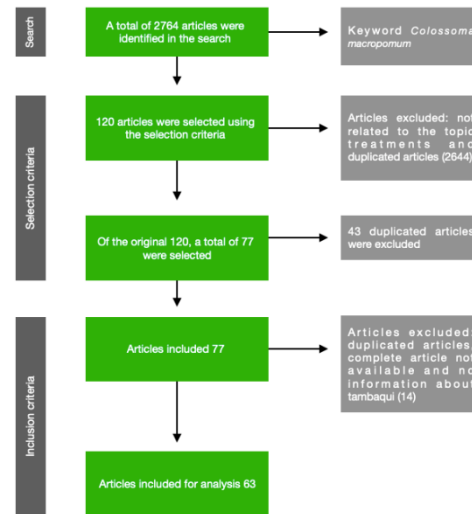 Search
A total of 2764 articles were
identified in the search
Keyword Colossoma
macropomum
Selection criteria
120 articles were selected using
the selection criteria
Articles excluded: not
related to the topic
treatments and
duplicated articles (2644)
Of the original 120, a total of 77
were selected
43 duplicated articles
were excluded
Inclusion criteria
Articles included 77
Articles excluded:
duplicated articles,
complete article not
available and no
information about
tambaqui (14)
Articles included for analysis 63